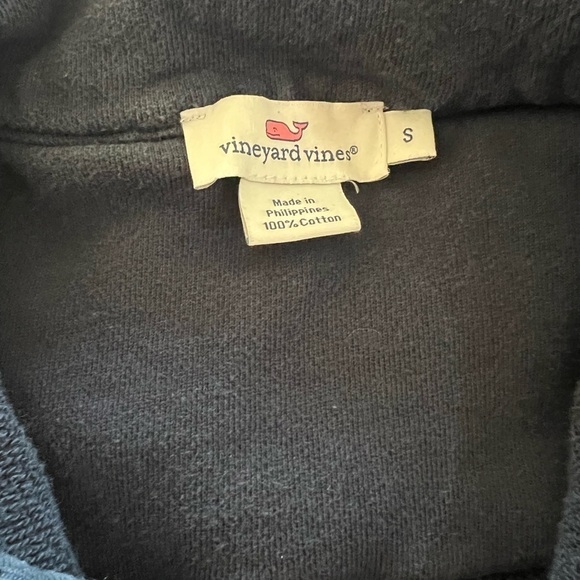 vineyard vines®
S
Made in
Philippines
100% Cotton